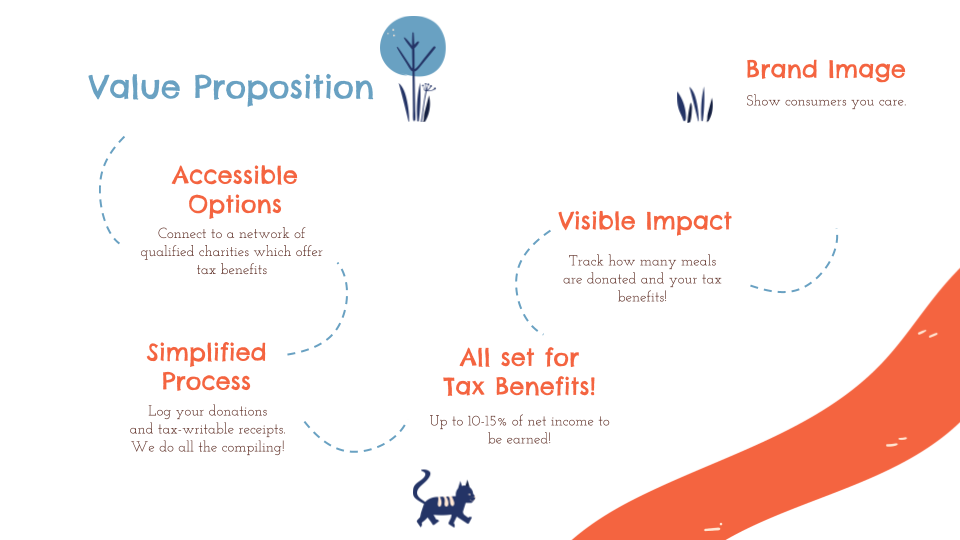 Value Proposition
Accessible
Options
Connect to a network of
qualified charities which offer
tax benefits
Simplified
Process
Log your donations
and tax-writable receipts.
We do all the compiling!
All set for
Tax Benefits!
Up to 10-15% of net income to
be earned!
Visible Impact
Track how many meals
are donated and your tax
benefits!
Brand Image
Show consumers you care.